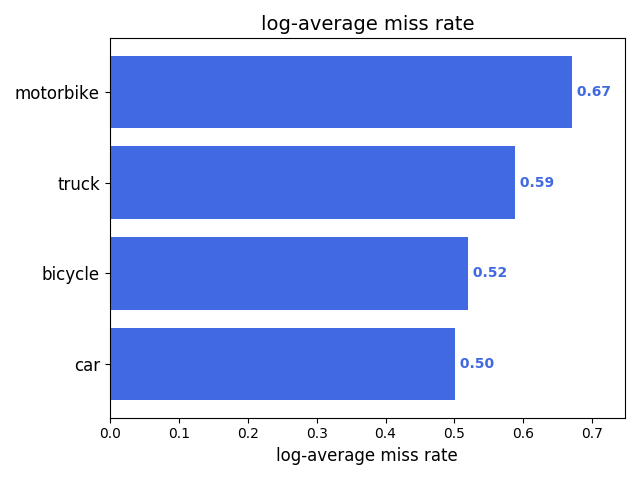 log-average miss rate
motorbike 0.67
truck 0.59
bicycle 0.52
car 0.50
0.0 0.1 0.2 0.3 0.4 0.5 0.6 0.7
log-average miss rate